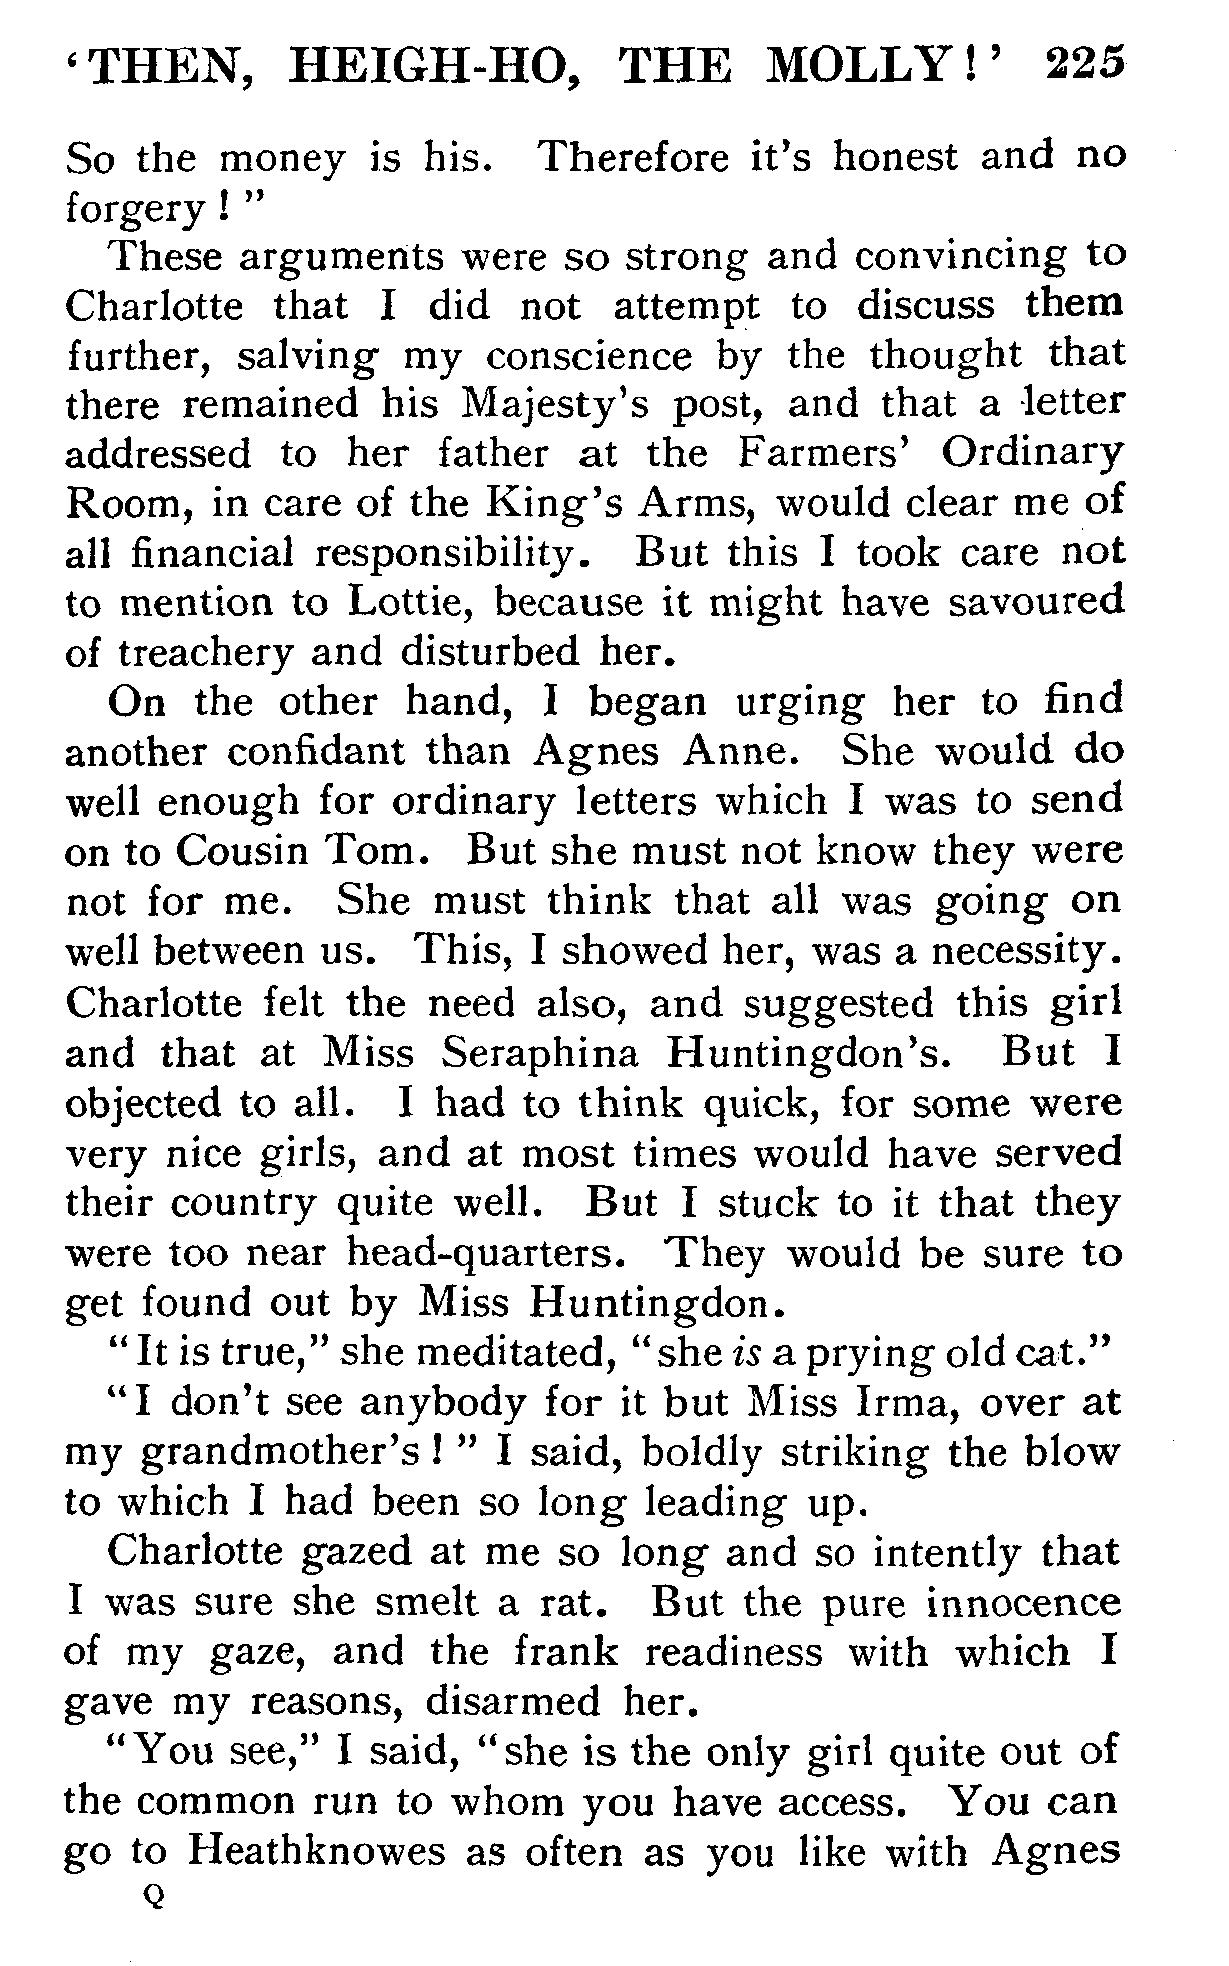 ‘THEN, HEIGH-HO, THE MOLLY!’ 225
So the money is his. Therefore it's honest and no
forgery ! ”
These arguments were so strong and convincing to
Charlotte that I did not attempt to discuss them
further, salving my conscience by the thought that
there remained his Majesty's post, and that a letter
addressed to her father at the Farmers' Ordinary
Room, in care of the King's Arms, would clear me of
all financial responsibility. But this I took care not
to mention to Lottie, because it might have savoured
of treachery and disturbed her.
On the other hand, I began urging her to find
another confidant than Agnes Anne. She would do
well enough for ordinary letters which I was to send
on to Cousin Tom. But she must not know they were
not for me. She must think that all was going on
well between us. This, I showed her, was a necessity.
Charlotte felt the need also, and suggested this girl
and that at Miss Seraphina Huntingdon's. But I
objected to all. I had to think quick, for some were
very nice girls, and at most times would have served
their country quite well. But I stuck to it that they
were too near head-quarters. They would be sure to
get found out by Miss Huntingdon.
“It is true,” she meditated, “she is a prying old cat.”
“I don't see anybody for it but Miss Irma, over at
my grandmother's ! ” I said, boldly striking the blow
to which I had been so long leading up.
Charlotte gazed at me so long and so intently that
I was sure she smelt a rat. But the pure innocence
of my gaze, and the frank readiness with which I
gave my reasons, disarmed her.
“You see,” I said, “she is the only girl quite out of
the common run to whom you have access. You can
go to Heathknowes as often as you like with Agnes
Q